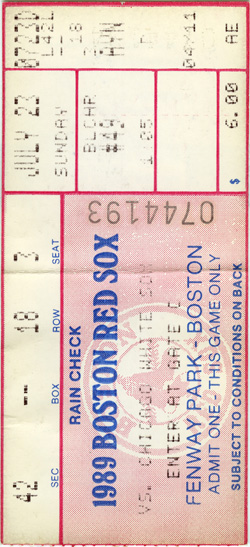 JULY 23
SUNDAY
BLCHR
$ 6.00 AE
0744193
RAIN CHECK
1989 BOSTON RED SOX
VS. CHICAGO WHITE SOX
ENTER AT GATE C
FENWAY PARK - BOSTON
ADMIT ONE - THIS GAME ONLY
SUBJECT TO CONDITIONS ON BACK
42 - 18 3
SEC BOX ROW SEAT